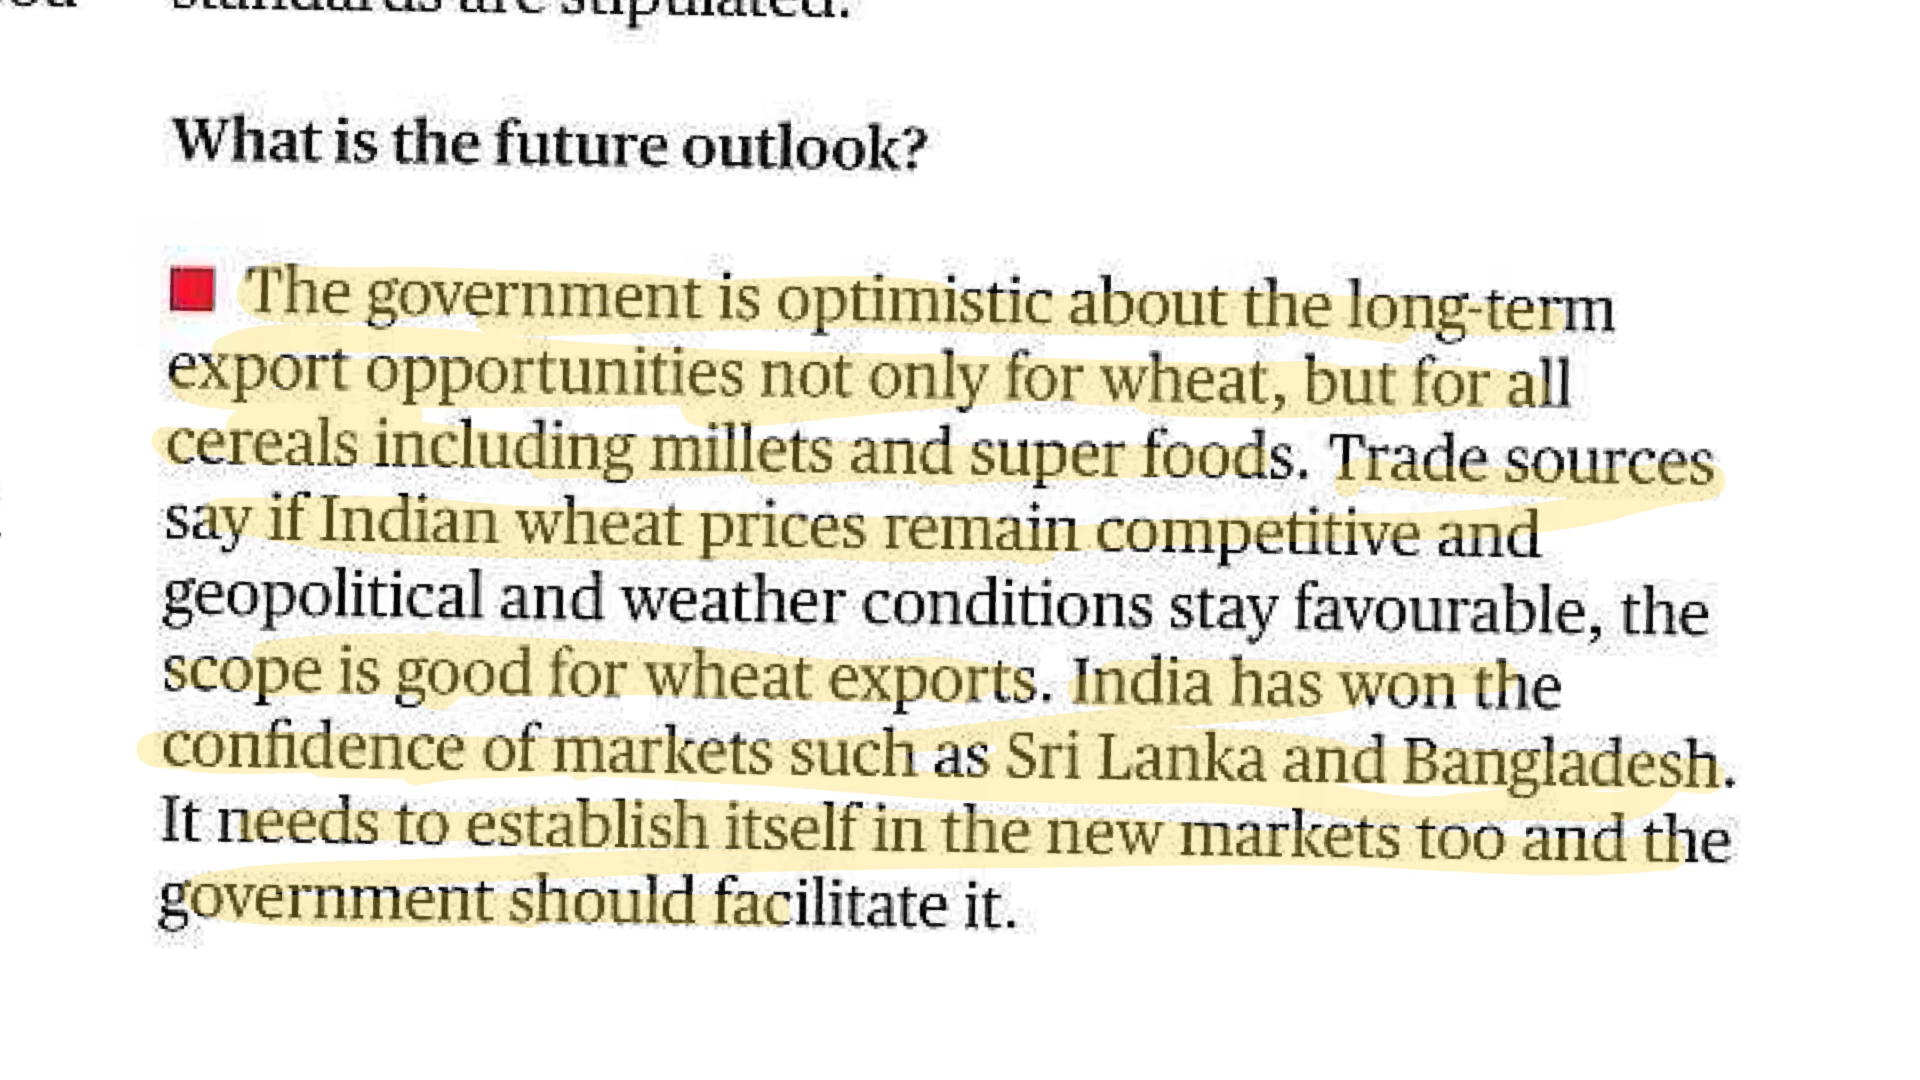 standards are stipulated.
What is the future outlook?
The government is optimistic about the long-term
export opportunities not only for wheat, but for all
cereals including millets and super foods. Trade sources
say if Indian wheat prices remain competitive and
geopolitical and weather conditions stay favourable, the
scope is good for wheat exports. India has won the
confidence of markets such as Sri Lanka and Bangladesh.
It needs to establish itself in the new markets too and the
government should facilitate it.